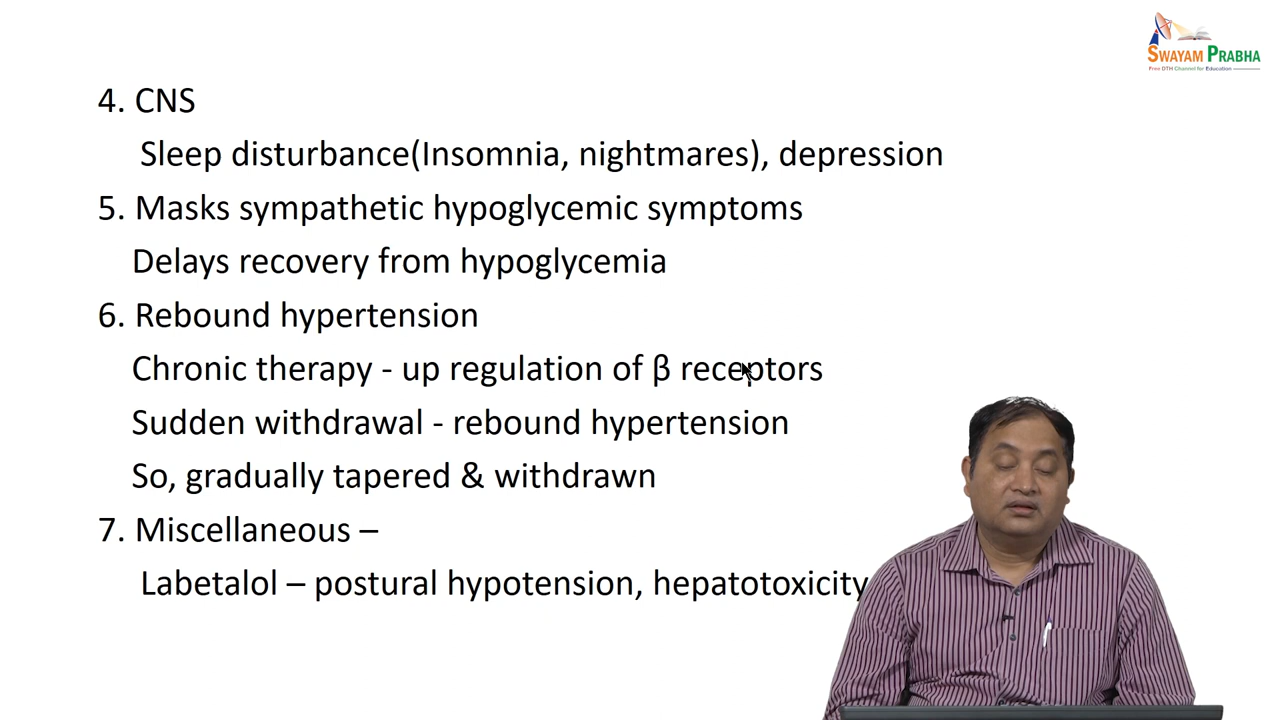 SWAYAM PRABHA
Free DTH Channel for Education
4. CNS
Sleep disturbance(Insomnia, nightmares), depression
5. Masks sympathetic hypoglycemic symptoms
Delays recovery from hypoglycemia
6. Rebound hypertension
Chronic therapy - up regulation of β receptors
Sudden withdrawal - rebound hypertension
So, gradually tapered & withdrawn
7. Miscellaneous –
Labetalol – postural hypotension, hepatotoxicity